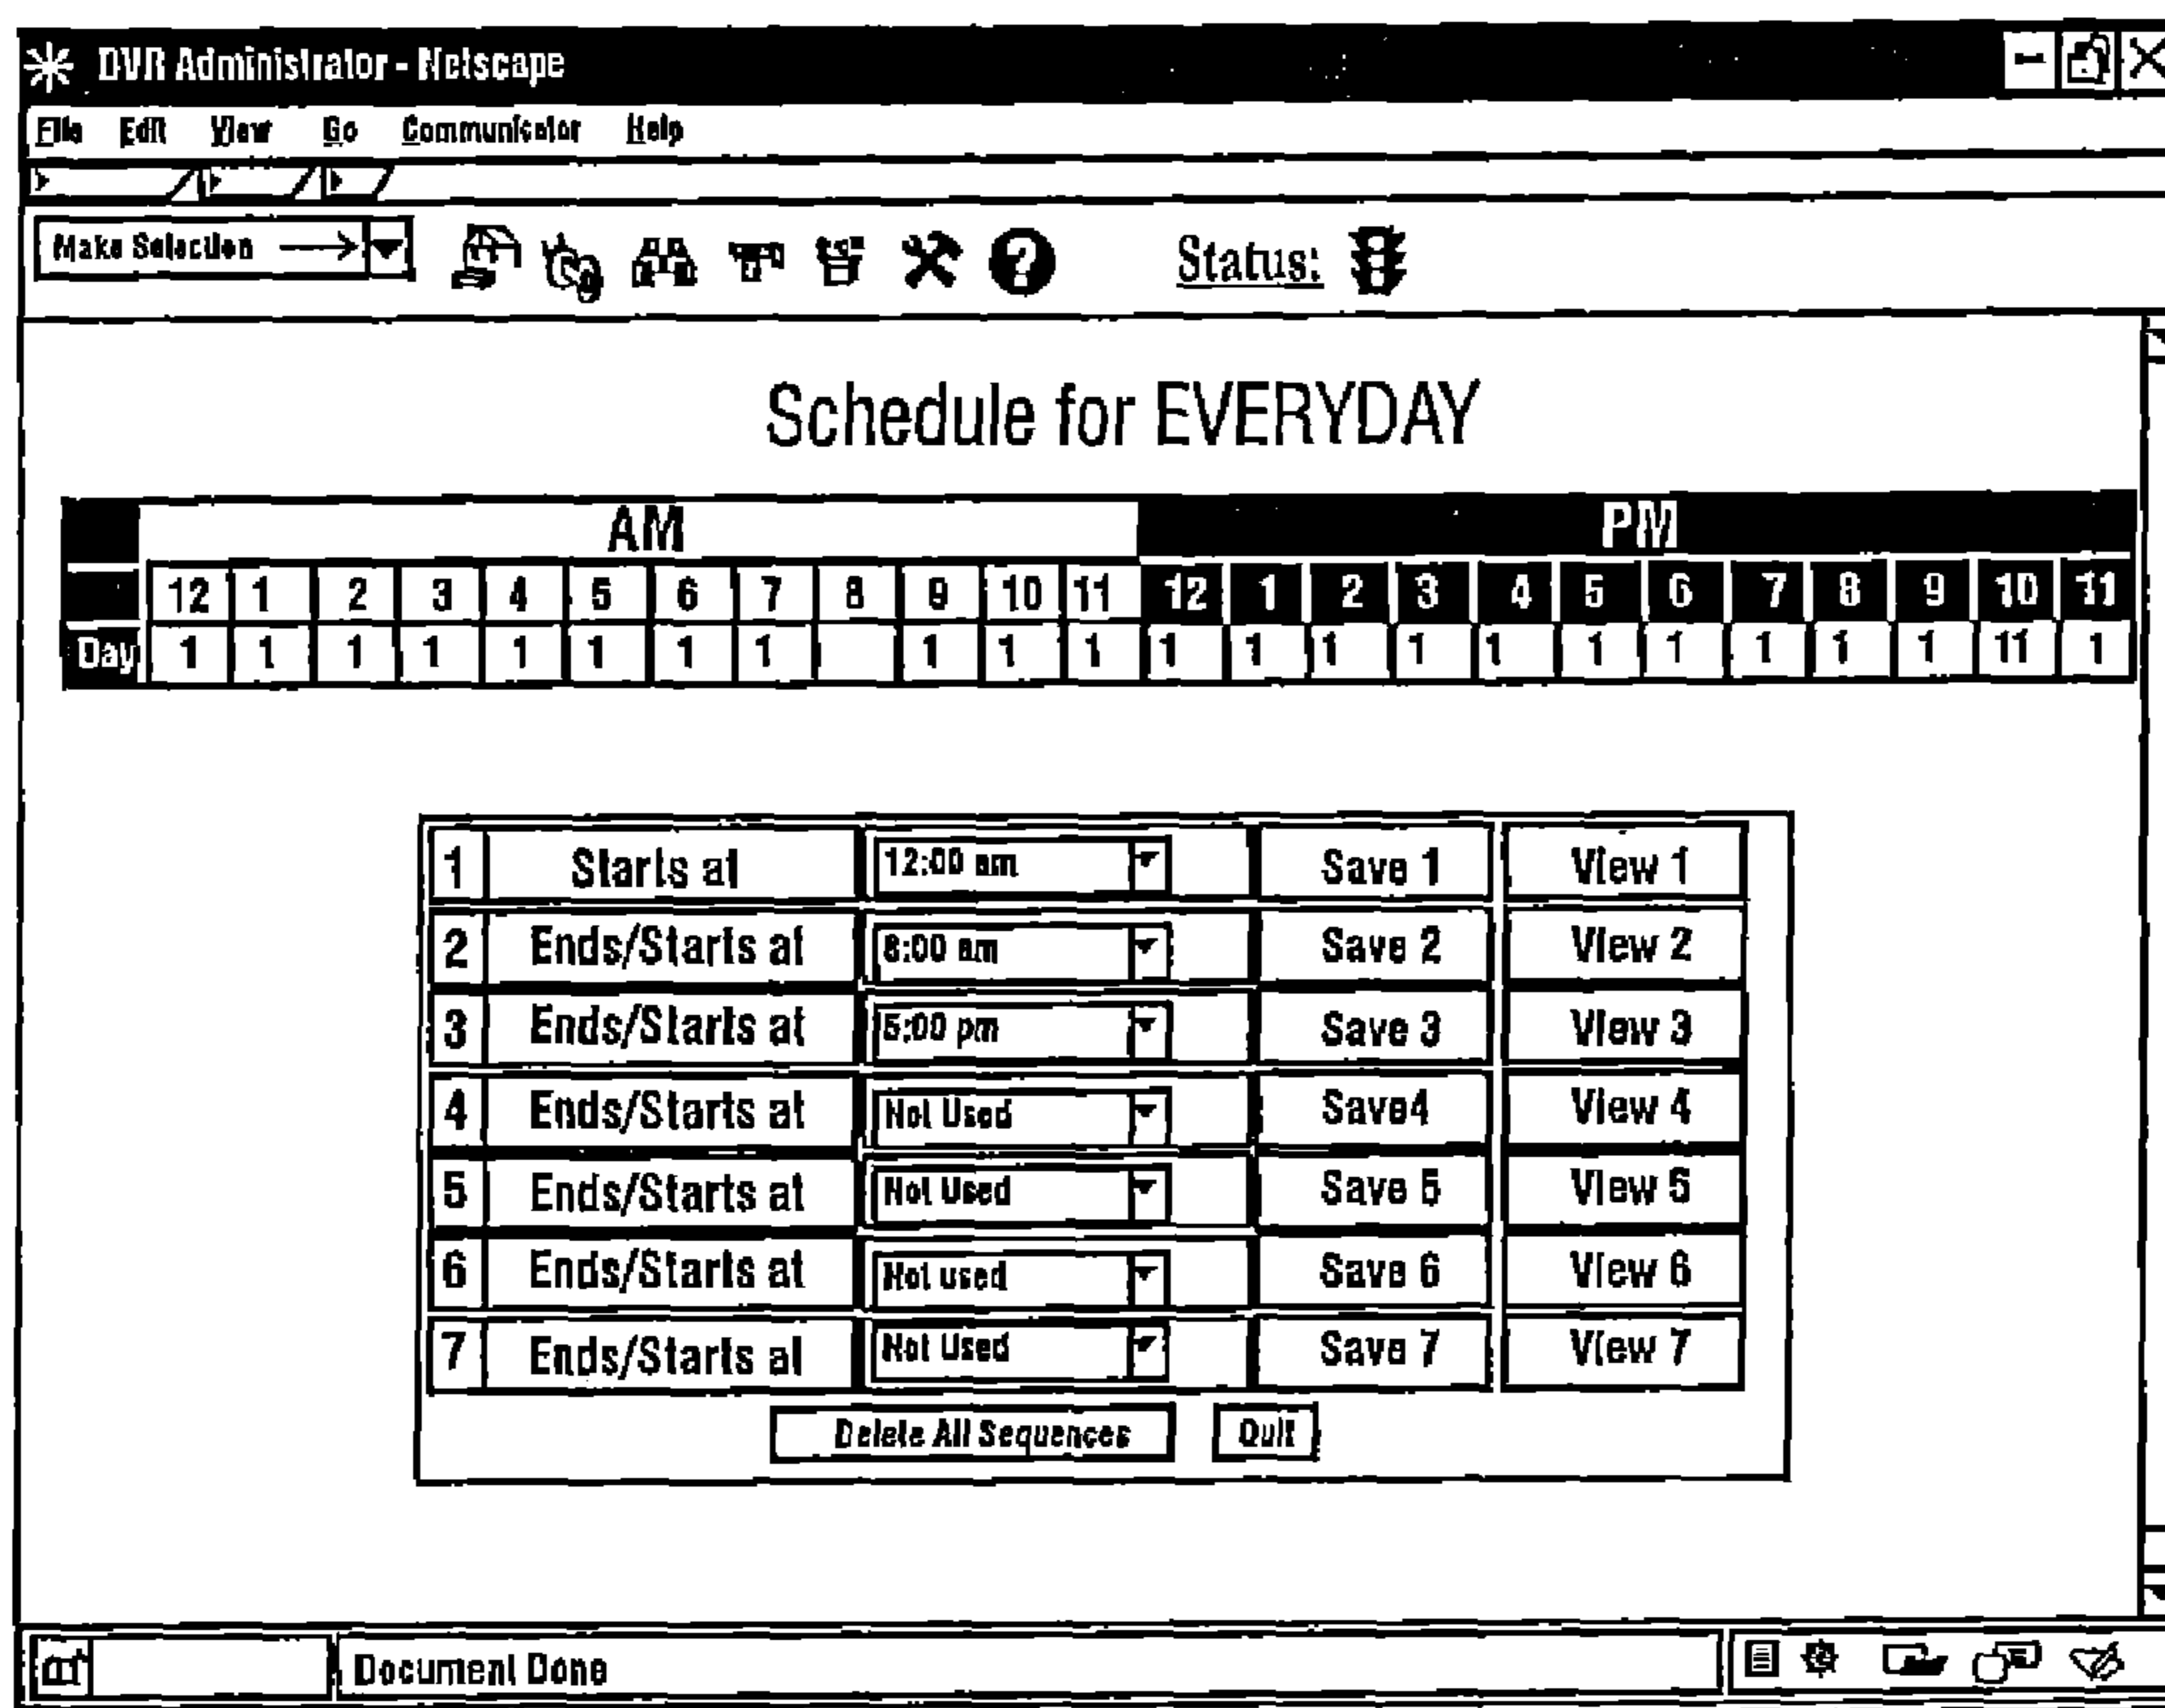 DVR Administrator - Netscape
File Edit View Go Communicator Help
Make Selection Status:
Schedule for EVERYDAY
AM PM
12 1 2 3 4 5 6 7 8 9 10 11 12 1 2 3 4 5 6 7 8 9 10 11
Day 1 1 1 1 1 1 1 1 1 1 1 1 1 1 1 1 1 1 1 1 1 11 1
1 Starts at 12:00 am Save 1 View 1
2 Ends/Starts at 8:00 am Save 2 View 2
3 Ends/Starts at 5:00 pm Save 3 View 3
4 Ends/Starts at Not Used Save4 View 4
5 Ends/Starts at Not Used Save 5 View 5
6 Ends/Starts at Not used Save 6 View 6
7 Ends/Starts at Not Used Save 7 View 7
Delete All Sequences Quit
Document Done